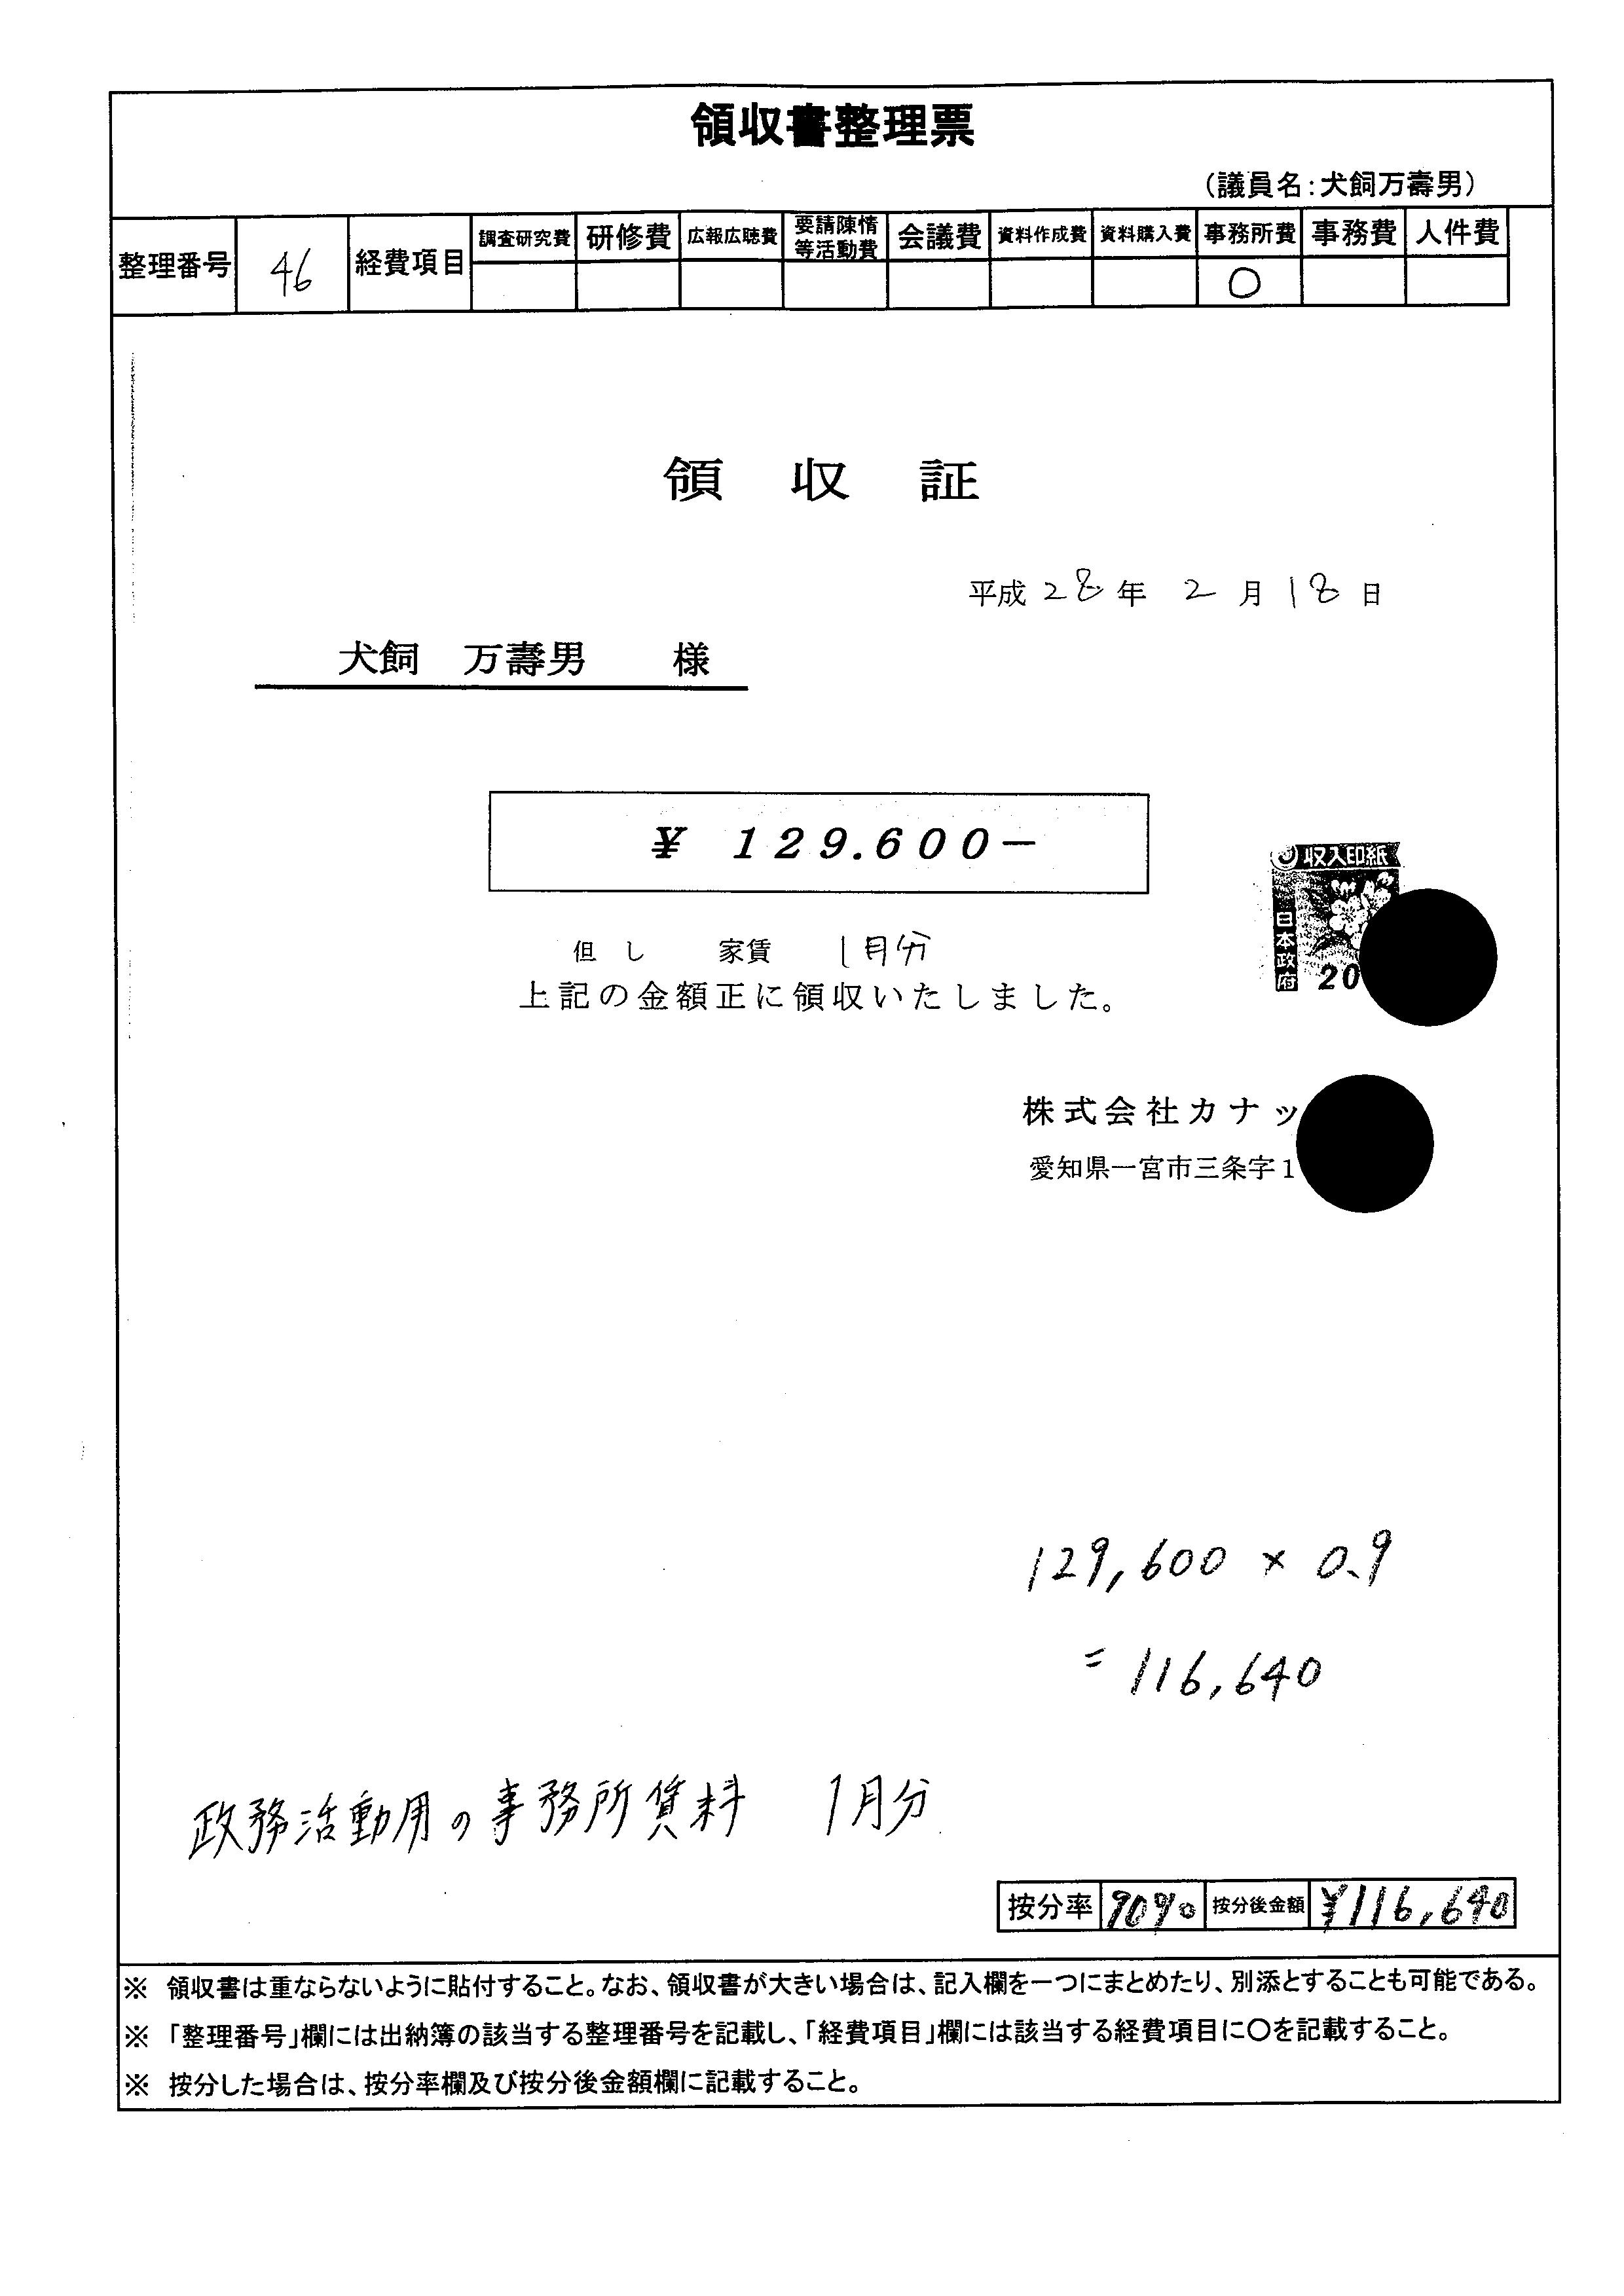 領収書整理票
（議員名：犬飼万壽男）
整理番号 46 経費項目 調査研究費 研修費 広報広聴費 要請陳情等活動費 会議費 資料作成費 資料購入費 事務所費 事務費 人件費
○
領 収 証
平成 28 年 2 月 18 日
犬飼 万壽男 様
¥ 129.600-
収入印紙
日本政府
20
但し 家賃 1月分
上記の金額正に領収いたしました。
株式会社カナッ
愛知県一宮市三条字1
129,600 × 0.9
= 116,640
政務活動用の事務所賃料 1月分
按分率 90% 按分後金額 ¥116,640
※ 領収書は重ならないように貼付すること。なお、領収書が大きい場合は、記入欄を一つにまとめたり、別添とすることも可能である。
※ 「整理番号」欄には出納簿の該当する整理番号を記載し、「経費項目」欄には該当する経費項目に○を記載すること。
※ 按分した場合は、按分率欄及び按分後金額欄に記載すること。